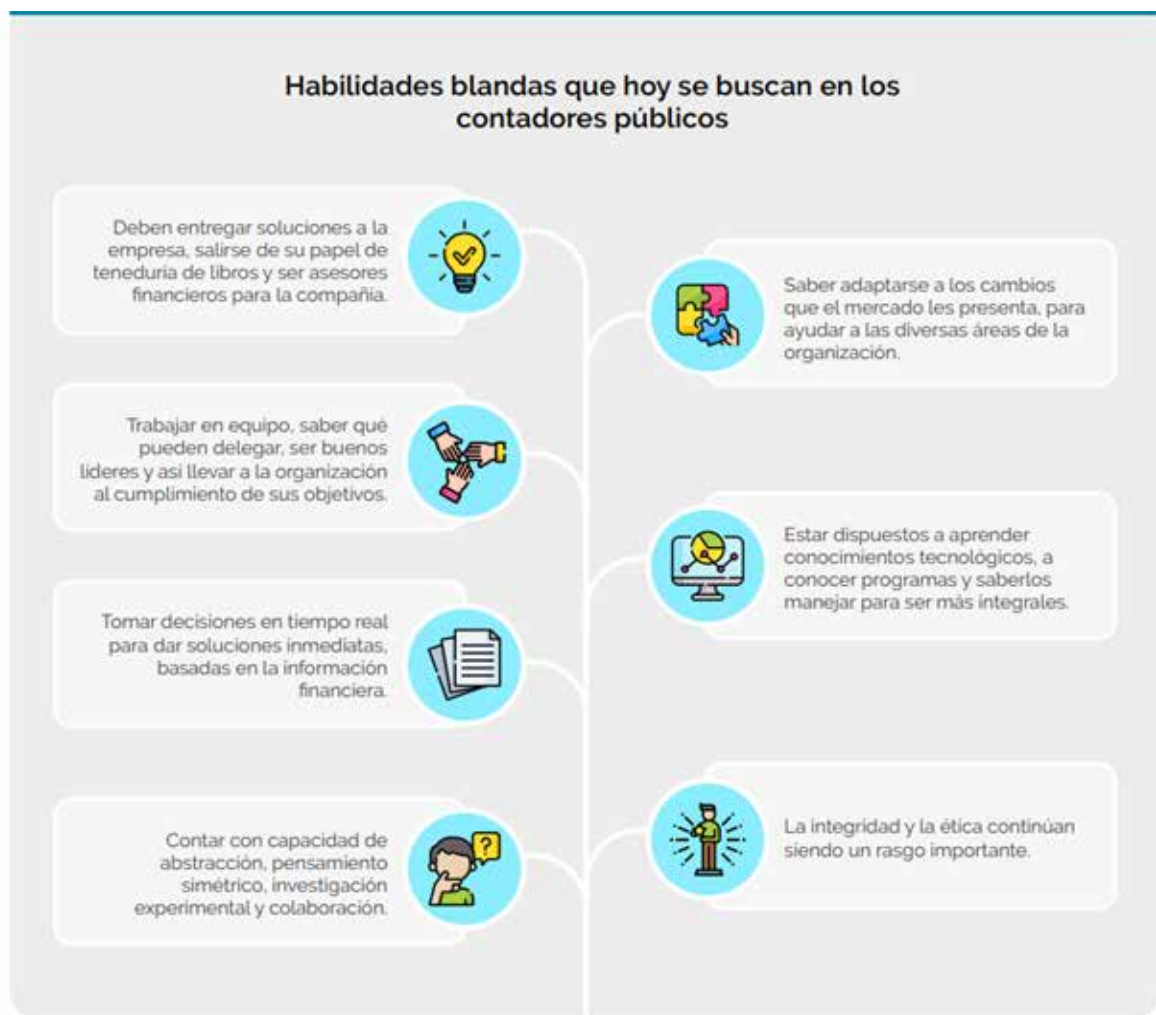 Habilidades blandas que hoy se buscan en los
contadores públicos
Deben entregar soluciones a la
empresa, salirse de su papel de
teneduría de libros y ser asesores
financieros para la compañía.
Saber adaptarse a los cambios
que el mercado les presenta, para
ayudar a las diversas áreas de la
organización.
Trabajar en equipo, saber qué
pueden delegar, ser buenos
líderes y así llevar a la organización
al cumplimiento de sus objetivos.
Estar dispuestos a aprender
conocimientos tecnológicos, a
conocer programas y saberlos
manejar para ser más integrales.
Tomar decisiones en tiempo real
para dar soluciones inmediatas,
basadas en la información
financiera.
Contar con capacidad de
abstracción, pensamiento
simétrico, investigación
experimental y colaboración.
La integridad y la ética continúan
siendo un rasgo importante.